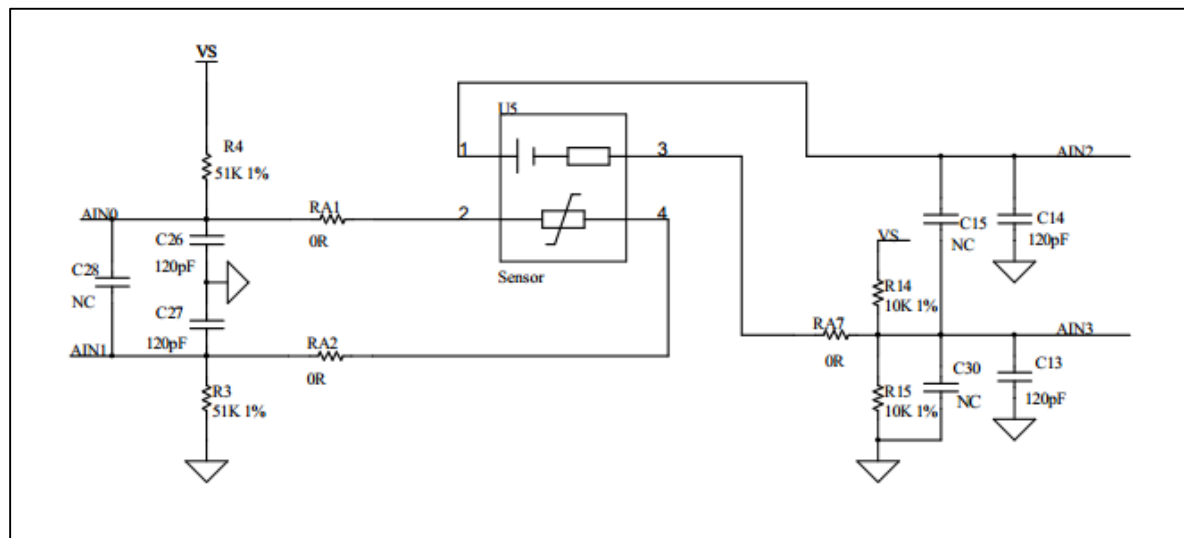 VS
R4
51K 1%
AIN0
RA1
0R
C26
120pF
C28
NC
C27
120pF
AIN1
RA2
0R
R3
51K 1%
U5
1
3
2
4
Sensor
AIN2
C15
NC
C14
120pF
VS
R14
10K 1%
RA7
0R
AIN3
R15
10K 1%
C30
NC
C13
120pF